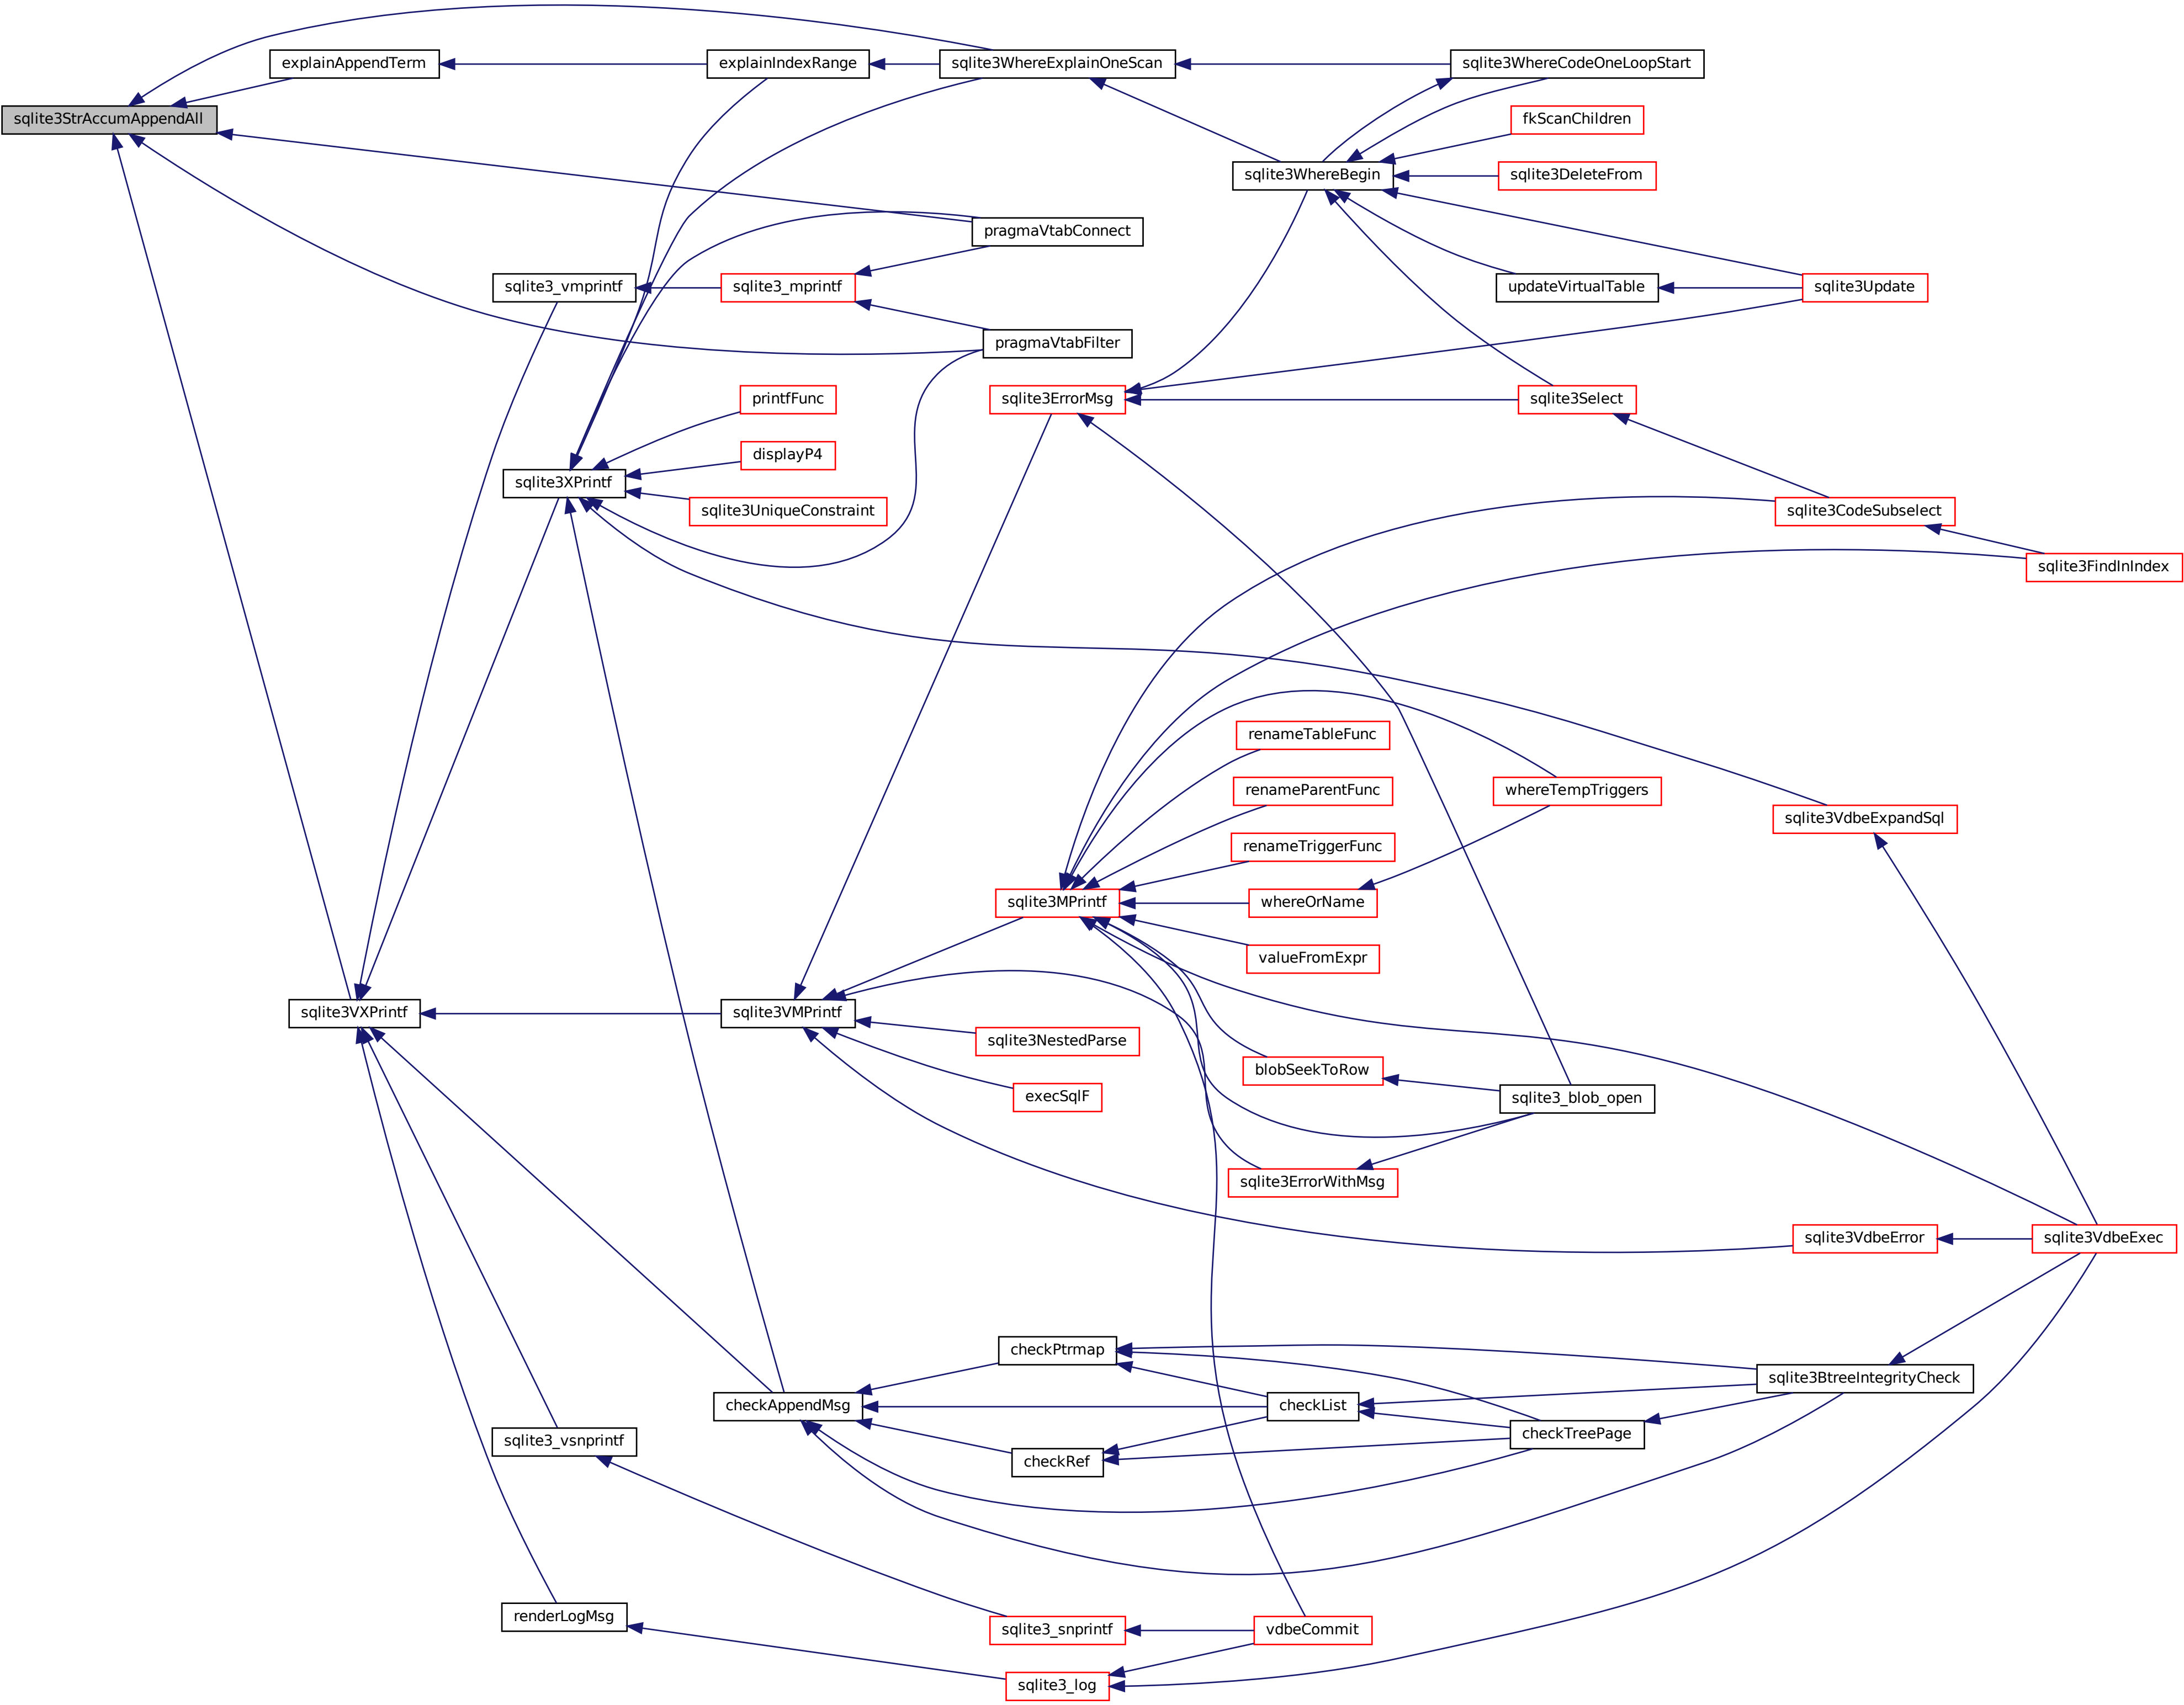 explainAppendTerm
explainIndexRange
sqlite3WhereExplainOneScan
sqlite3WhereCodeOneLoopStart
sqlite3StrAccumAppendAll
fkScanChildren
sqlite3WhereBegin
sqlite3DeleteFrom
pragmaVtabConnect
sqlite3_vmprintf
sqlite3_mprintf
updateVirtualTable
sqlite3Update
pragmaVtabFilter
printfFunc
sqlite3ErrorMsg
sqlite3Select
displayP4
sqlite3XPrintf
sqlite3UniqueConstraint
sqlite3CodeSubselect
sqlite3FindInIndex
renameTableFunc
renameParentFunc
whereTempTriggers
sqlite3VdbeExpandSql
renameTriggerFunc
sqlite3MPrintf
whereOrName
valueFromExpr
sqlite3VXPrintf
sqlite3VMPrintf
sqlite3NestedParse
blobSeekToRow
execSqlF
sqlite3_blob_open
sqlite3ErrorWithMsg
sqlite3VdbeError
sqlite3VdbeExec
checkPtrmap
sqlite3BtreeIntegrityCheck
checkAppendMsg
checkList
checkTreePage
sqlite3_vsnprintf
checkRef
renderLogMsg
sqlite3_snprintf
vdbeCommit
sqlite3_log